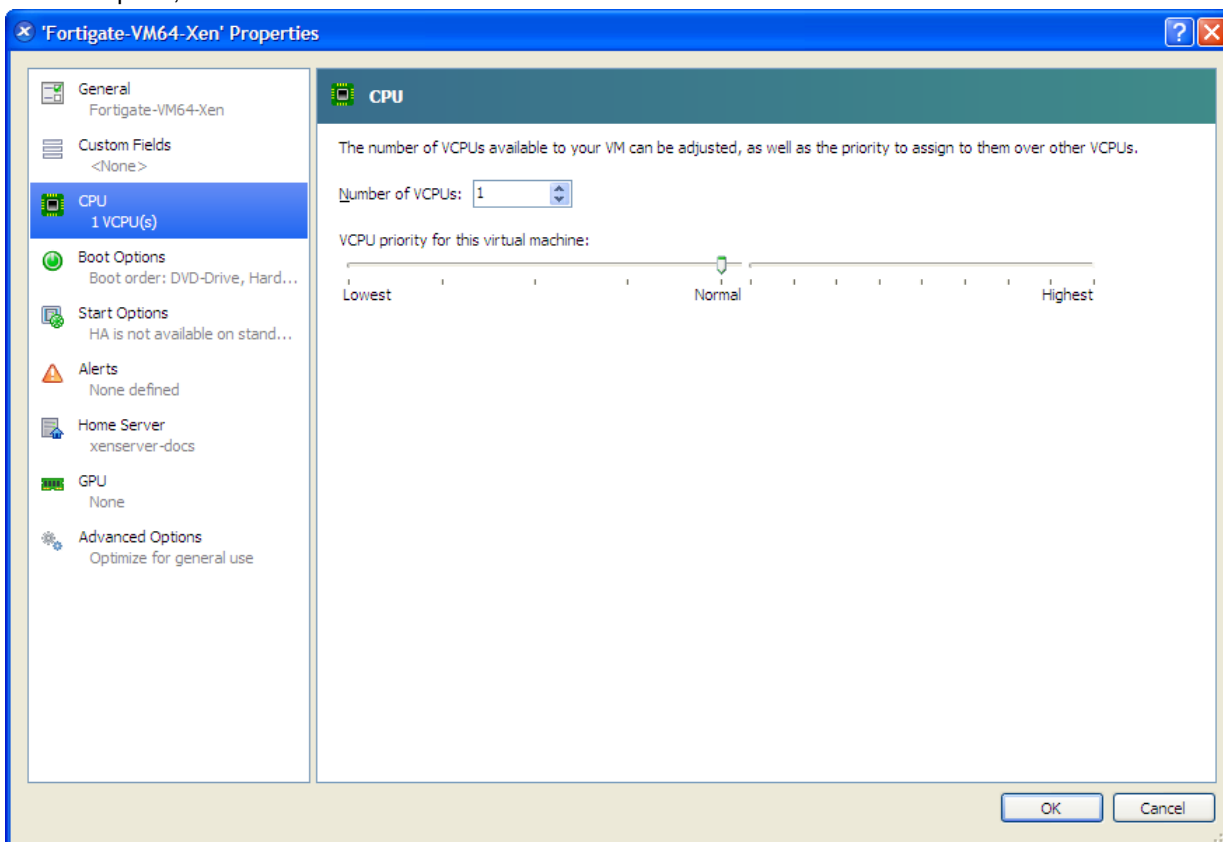 'Fortigate-VM64-Xen' Properties
General
Fortigate-VM64-Xen
Custom Fields
<None>
CPU
1 VCPU(s)
Boot Options
Boot order: DVD-Drive, Hard...
Start Options
HA is not available on stand...
Alerts
None defined
Home Server
xenserver-docs
GPU
None
Advanced Options
Optimize for general use
CPU
The number of VCPUs available to your VM can be adjusted, as well as the priority to assign to them over other VCPUs.
Number of VCPUs: 1
VCPU priority for this virtual machine:
Lowest Normal Highest
OK Cancel